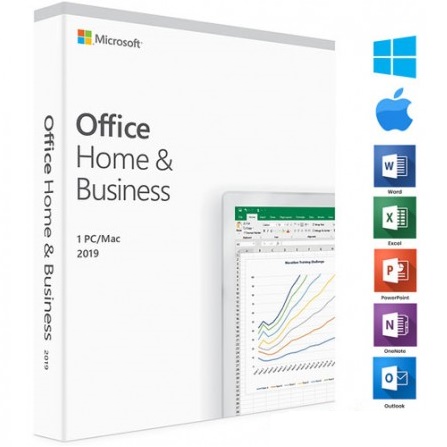 Microsoft
Office
Home &
Business
1 PC/Mac
2019
Office Home & Business
2019
Word
Excel
PowerPoint
OneNote
Outlook